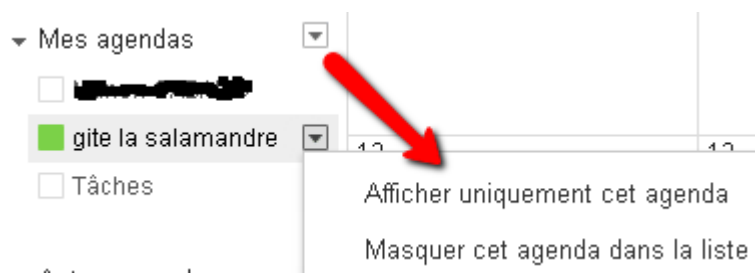 Mes agendas
gite la salamandre
Tâches
Afficher uniquement cet agenda
Masquer cet agenda dans la liste